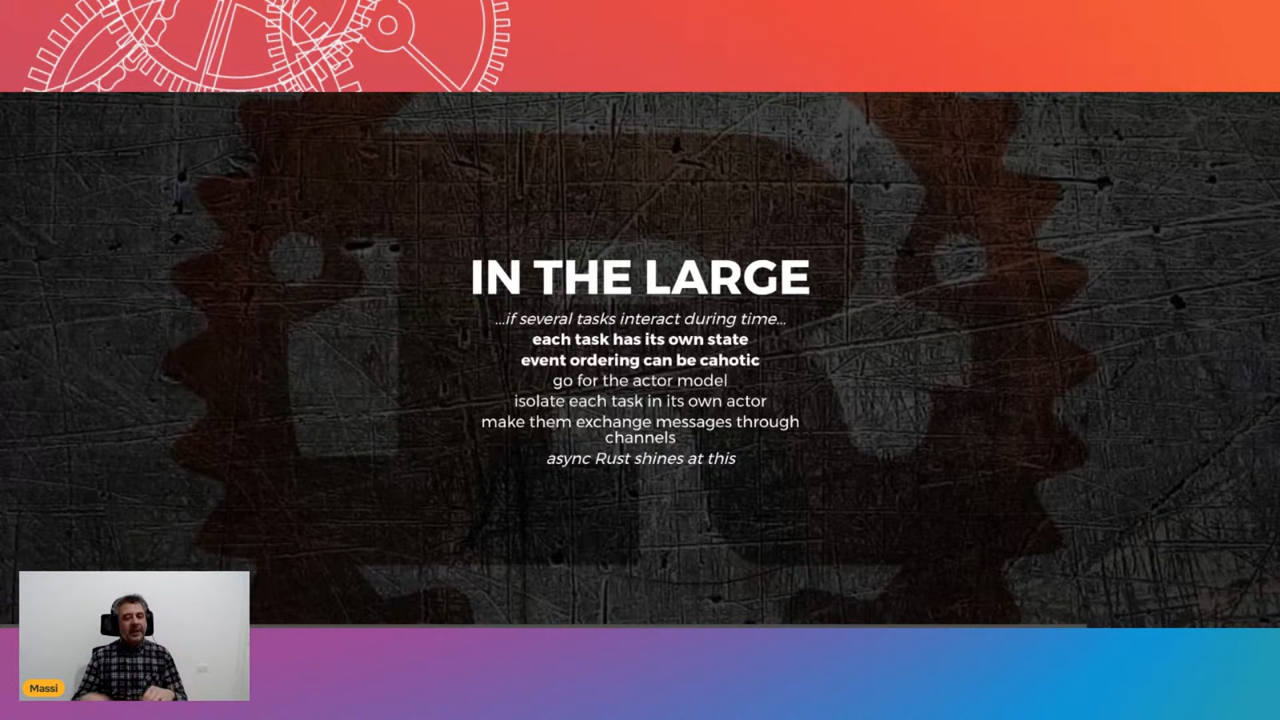 IN THE LARGE
...if several tasks interact during time...
each task has its own state
event ordering can be cahotic
go for the actor model
isolate each task in its own actor
make them exchange messages through
channels
async Rust shines at this
Massi